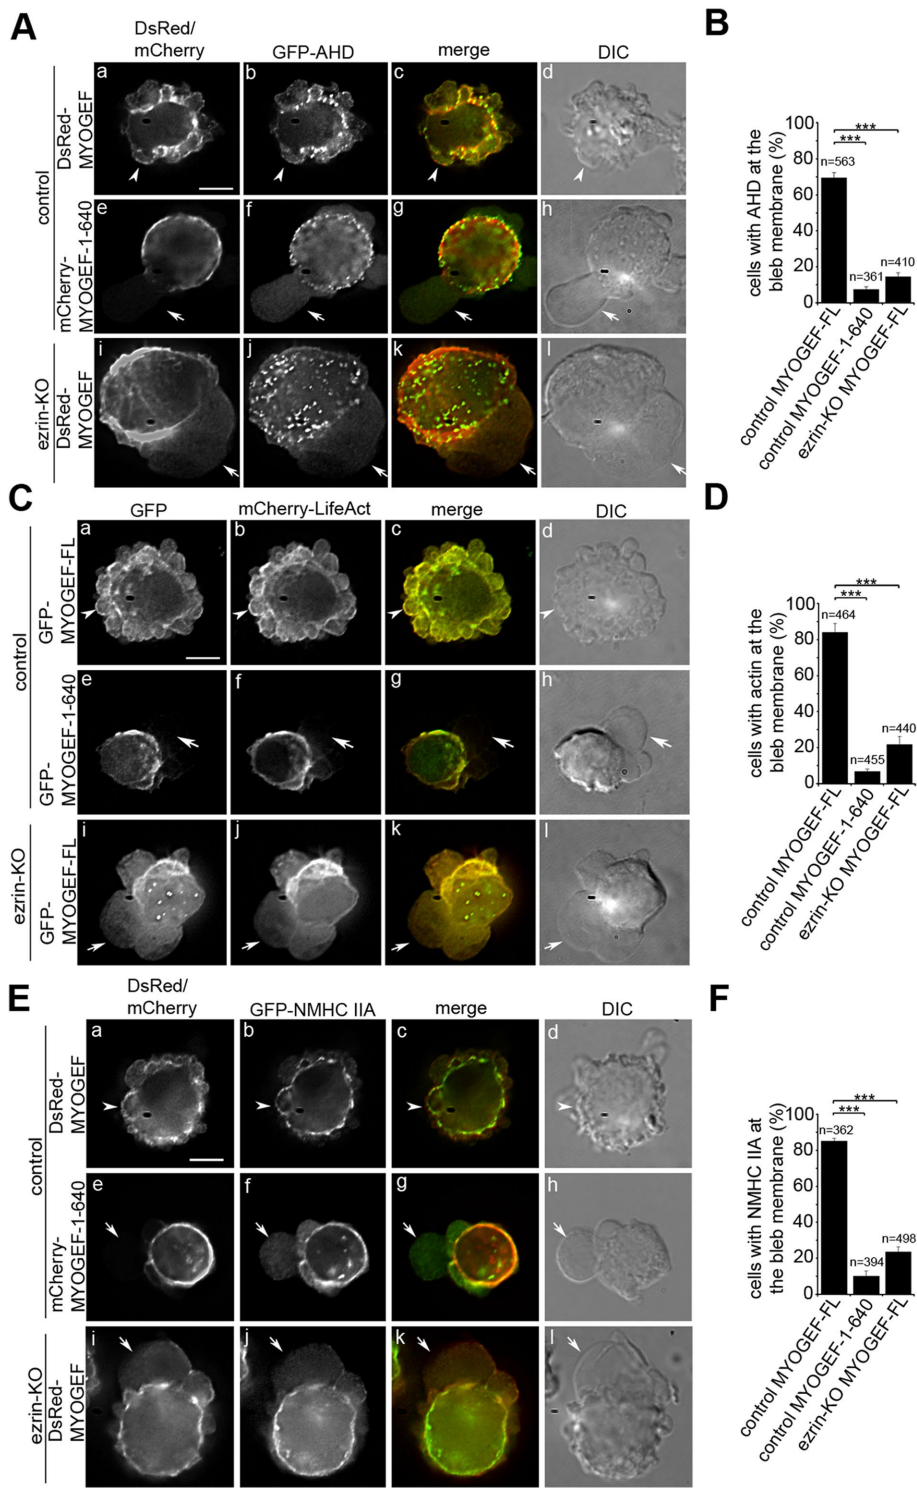 A
DsRed/
mCherry
GFP-AHD
merge
DIC
control
DsRed-
MYOGEF
a
b
c
d
mCherry-
MYOGEF-1-640
e
f
g
h
ezrin-KO
DsRed-
MYOGEF
i
j
k
l
B
cells with AHD at the
bleb membrane (%)
100
80
60
40
20
0
***
***
n=563
n=361
n=410
control MYOGEF-FL
control MYOGEF-1-640
ezrin-KO MYOGEF-FL
C
GFP
mCherry-LifeAct
merge
DIC
control
GFP-
MYOGEF-FL
a
b
c
d
GFP-
MYOGEF-1-640
e
f
g
h
ezrin-KO
GFP-
MYOGEF-FL
i
j
k
l
D
cells with actin at the
bleb membrane (%)
100
80
60
40
20
0
***
***
n=464
n=455
n=440
control MYOGEF-FL
control MYOGEF-1-640
ezrin-KO MYOGEF-FL
E
DsRed/
mCherry
GFP-NMHC IIA
merge
DIC
control
DsRed-
MYOGEF
a
b
c
d
mCherry-
MYOGEF-1-640
e
f
g
h
ezrin-KO
DsRed-
MYOGEF
i
j
k
l
F
cells with NMHC IIA at
the bleb membrane (%)
100
80
60
40
20
0
***
***
n=362
n=394
n=498
control MYOGEF-FL
control MYOGEF-1-640
ezrin-KO MYOGEF-FL